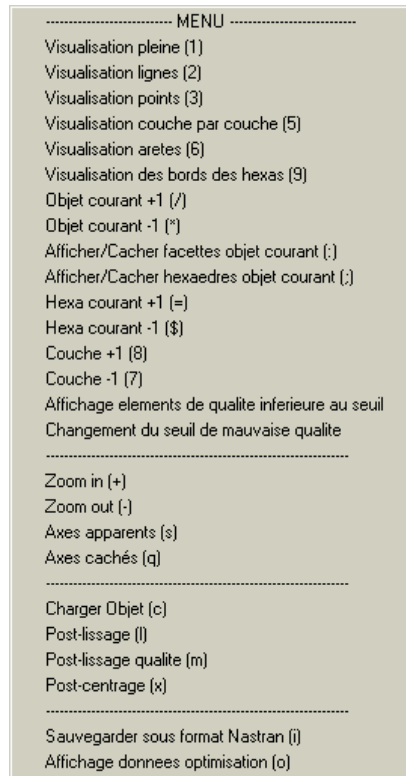 --------------------------- MENU ---------------------------
Visualisation pleine (1)
Visualisation lignes (2)
Visualisation points (3)
Visualisation couche par couche (5)
Visualisation aretes (6)
Visualisation des bords des hexas (9)
Objet courant +1 (/)
Objet courant -1 (*)
Afficher/Cacher facettes objet courant (:)
Afficher/Cacher hexaedres objet courant (;)
Hexa courant +1 (=)
Hexa courant -1 ($)
Couche +1 (8)
Couche -1 (7)
Affichage elements de qualite inferieure au seuil
Changement du seuil de mauvaise qualite
-----------------------------------------------------------------
Zoom in (+)
Zoom out (-)
Axes apparents (s)
Axes cachés (q)
-----------------------------------------------------------------
Charger Objet (c)
Post-lissage (l)
Post-lissage qualite (m)
Post-centrage (x)
-----------------------------------------------------------------
Sauvegarder sous format Nastran (i)
Affichage donnees optimisation (o)